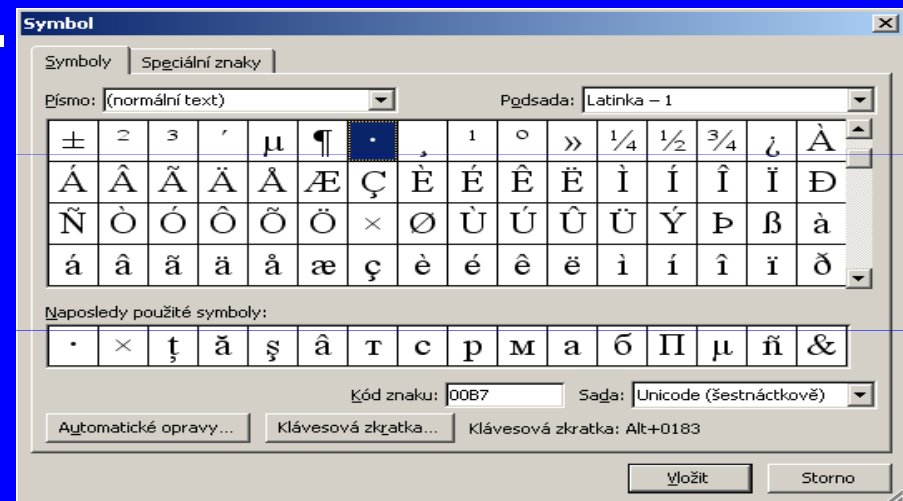 Symbol
Symboly Speciální znaky
Písmo: (normální text) Podsada: Latinka – 1
± ² ³ ´ µ ¶ · ¸ ¹ º » ¼ ½ ¾ ¿ À
Á Â Ã Ä Å Æ Ç È É Ê Ë Ì Í Î Ï Ð
Ñ Ò Ó Ô Õ Ö × Ø Ù Ú Û Ü Ý Þ ß à
á â ã ä å æ ç è é ê ë ì í î ï ð
Naposledy použité symboly:
· × ţ ă ş â т с р м а б П µ ñ &
Kód znaku: 00B7 Sada: Unicode (šestnáctkově)
Automatické opravy... Klávesová zkratka... Klávesová zkratka: Alt+0183
Vložit Storno